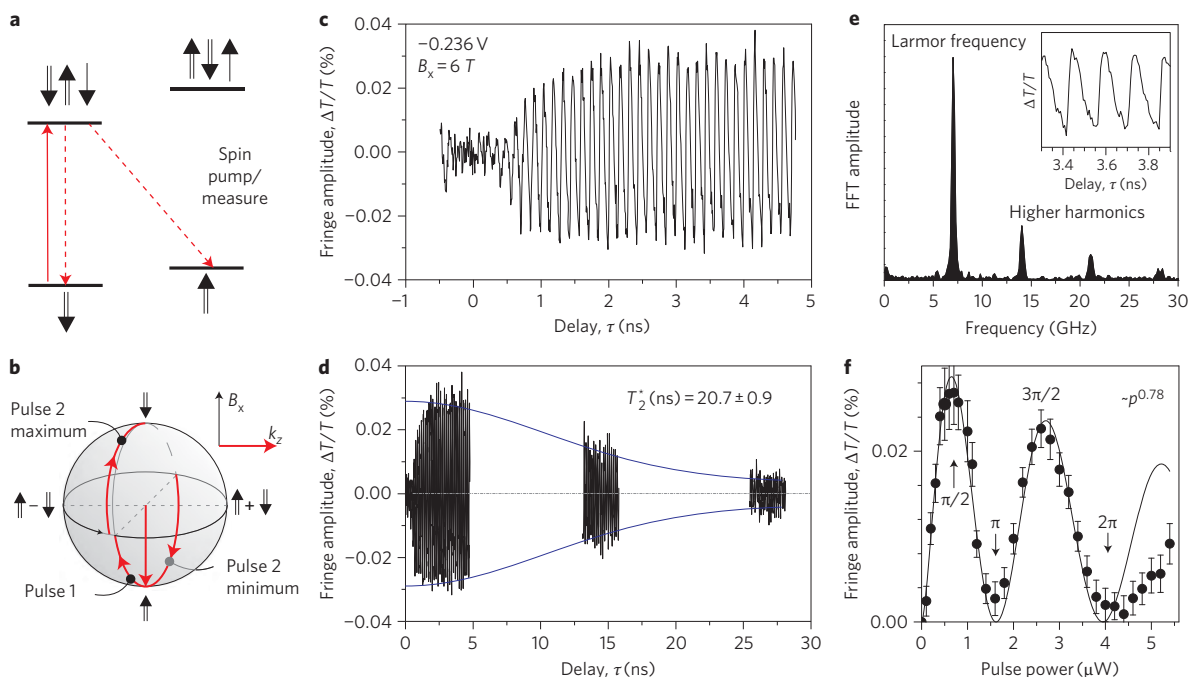 a
Spin
pump/
measure
b
Pulse 2
maximum
Bx
kz
Pulse 1
Pulse 2
minimum
c
−0.236 V
Bx = 6 T
Fringe amplitude, ΔT/T (%)
0.04
0.02
0.00
−0.02
−0.04
−1
0
1
2
3
4
5
Delay, τ (ns)
d
T2* (ns) = 20.7 ± 0.9
Fringe amplitude, ΔT/T (%)
0.04
0.02
0.00
−0.02
−0.04
0
5
10
15
20
25
30
Delay, τ (ns)
e
Larmor frequency
Higher harmonics
FFT amplitude
0
5
10
15
20
25
30
Frequency (GHz)
ΔT/T
3.4
3.6
3.8
Delay, τ (ns)
f
3π/2
~p^0.78
π/2
π
2π
Fringe amplitude, ΔT/T (%)
0.02
0.00
0
1
2
3
4
5
Pulse power (μW)